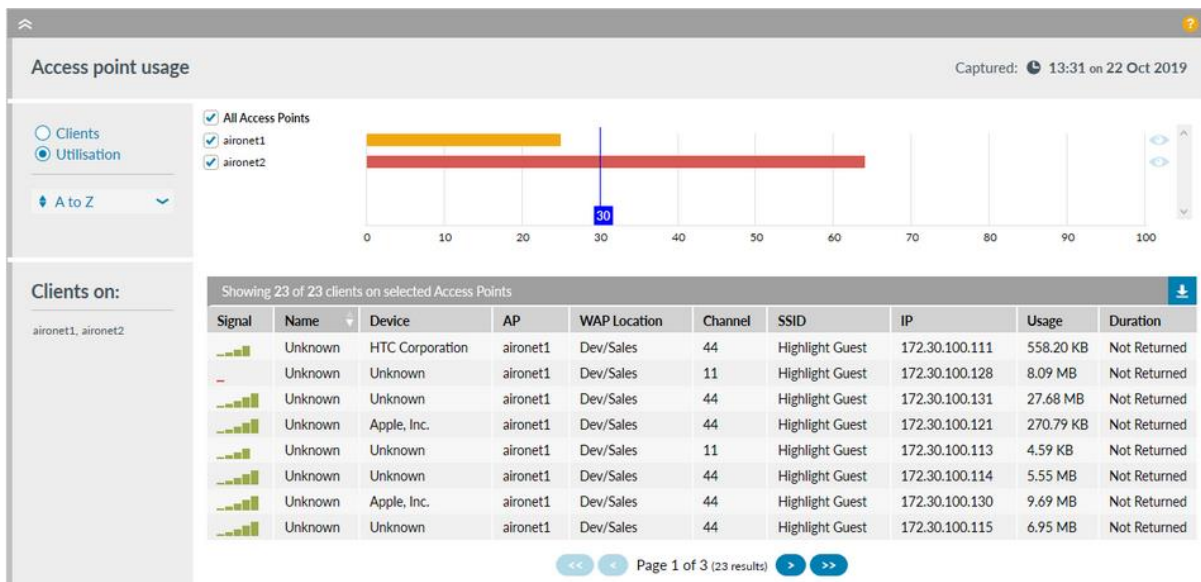 ?
Access point usage
Captured: 13:31 on 22 Oct 2019
Clients
Utilisation
A to Z
All Access Points
aironet1
aironet2
30
0 10 20 30 40 50 60 70 80 90 100
Clients on:
aironet1, aironet2
Showing 23 of 23 clients on selected Access Points
Signal Name Device AP WAP Location Channel SSID IP Usage Duration
Unknown HTC Corporation aironet1 Dev/Sales 44 Highlight Guest 172.30.100.111 558.20 KB Not Returned
Unknown Unknown aironet1 Dev/Sales 11 Highlight Guest 172.30.100.128 8.09 MB Not Returned
Unknown Unknown aironet1 Dev/Sales 44 Highlight Guest 172.30.100.131 27.68 MB Not Returned
Unknown Apple, Inc. aironet1 Dev/Sales 44 Highlight Guest 172.30.100.121 270.79 KB Not Returned
Unknown Unknown aironet1 Dev/Sales 11 Highlight Guest 172.30.100.113 4.59 KB Not Returned
Unknown Unknown aironet1 Dev/Sales 44 Highlight Guest 172.30.100.114 5.55 MB Not Returned
Unknown Apple, Inc. aironet1 Dev/Sales 44 Highlight Guest 172.30.100.130 9.69 MB Not Returned
Unknown Unknown aironet1 Dev/Sales 44 Highlight Guest 172.30.100.115 6.95 MB Not Returned
<< < Page 1 of 3 (23 results) > >>